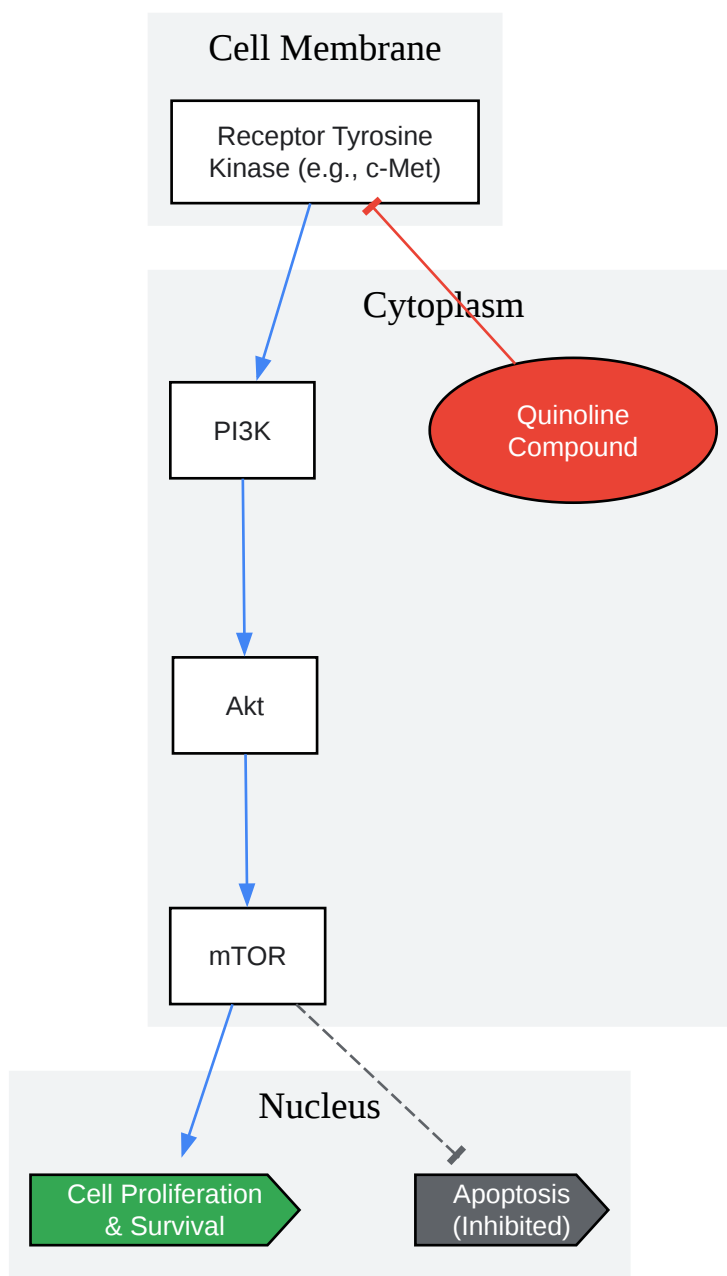 Cell Membrane
Receptor Tyrosine
Kinase (e.g., c-Met)
Cytoplasm
PI3K
Quinoline
Compound
Akt
mTOR
Nucleus
Cell Proliferation
& Survival
Apoptosis
(Inhibited)